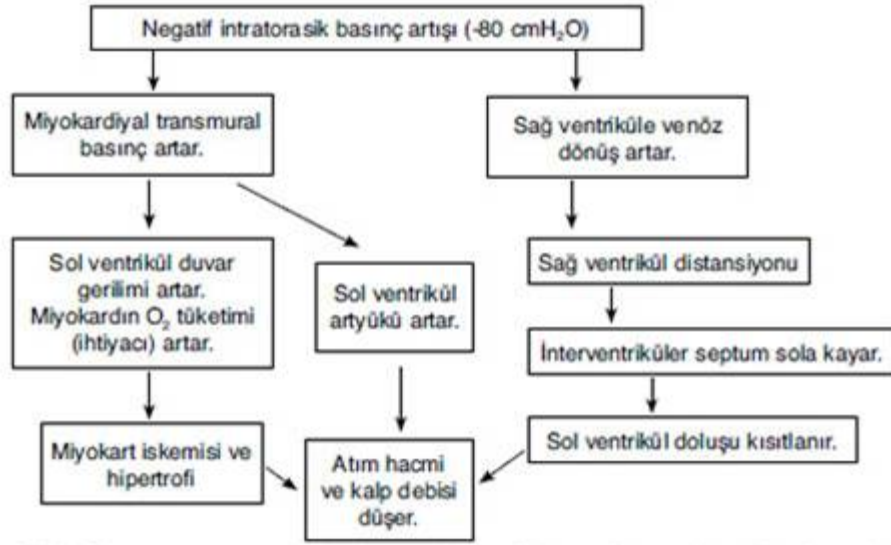 Negatif intratorasik basınç artışı (-80 cmH₂O)
Miyokardiyal transmural
basınç artar.
Sağ ventriküle venöz
dönüş artar.
Sol ventrikül duvar
gerilimi artar.
Miyokardın O₂ tüketimi
(ihtiyacı) artar.
Sol ventrikül
artyükü artar.
Sağ ventrikül distansiyonu
İnterventriküler septum sola kayar.
Sol ventrikül doluşu kısıtlanır.
Miyokart iskemisi ve
hipertrofi
Atım hacmi
ve kalp debisi
düşer.